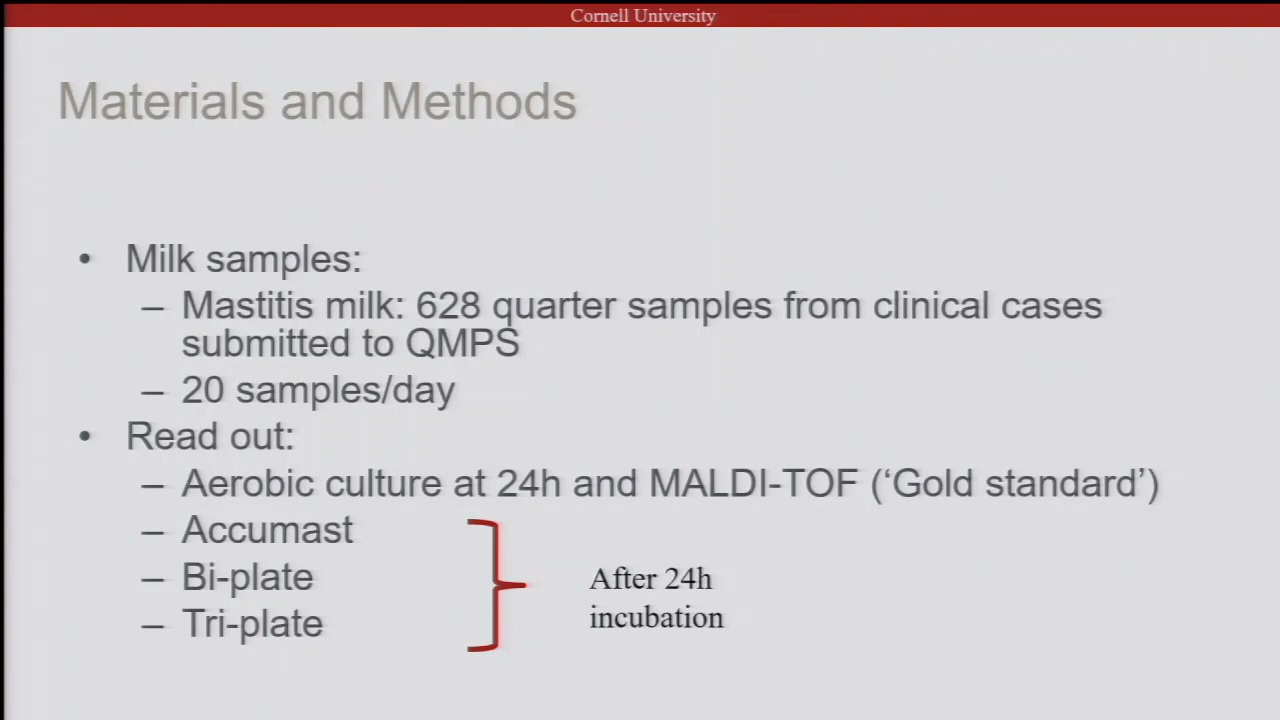 Cornell University
Materials and Methods
• Milk samples:
– Mastitis milk: 628 quarter samples from clinical cases
submitted to QMPS
– 20 samples/day
• Read out:
– Aerobic culture at 24h and MALDI-TOF (‘Gold standard’)
– Accumast
– Bi-plate
– Tri-plate
After 24h
incubation